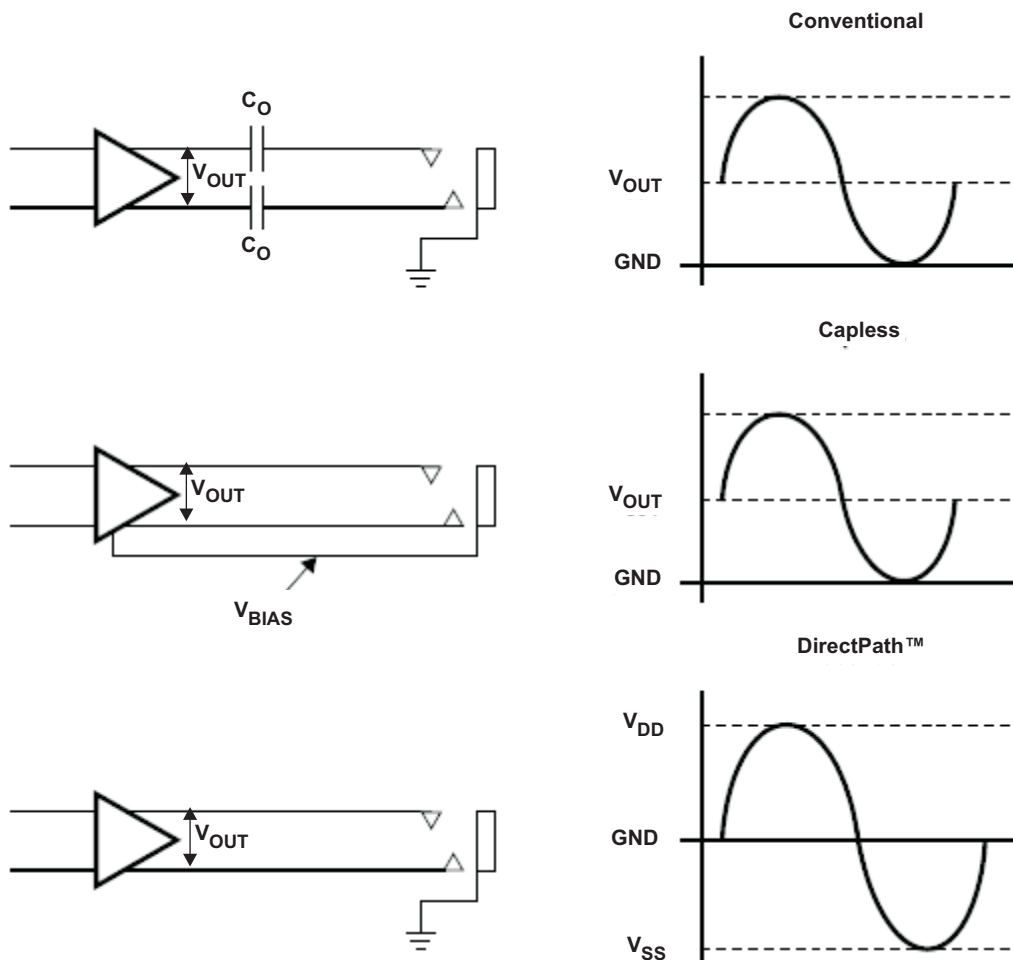 Conventional
C_O
V_OUT
C_O
V_OUT
GND
Capless
V_OUT
V_BIAS
V_OUT
GND
DirectPath™
V_OUT
V_DD
GND
V_SS